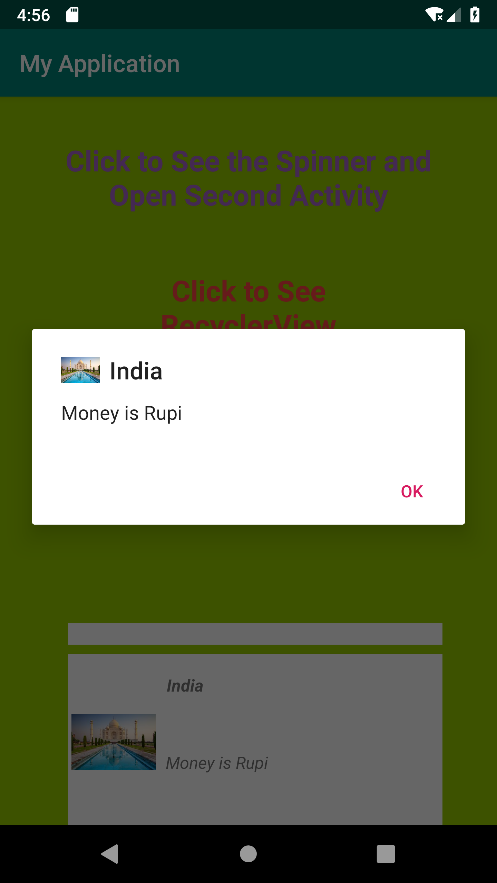 4:56
My Application
Click to See the Spinner and
Open Second Activity
Click to See
RecyclerView
India
Money is Rupi
OK
India
Money is Rupi